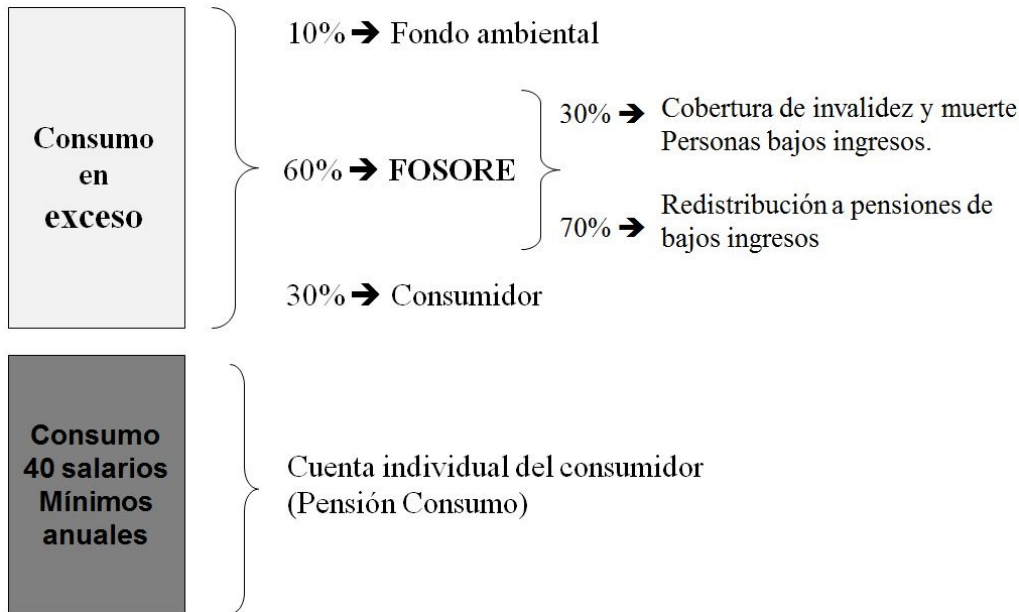 Consumo
en
exceso
10% ➔ Fondo ambiental
60% ➔ FOSORE
30% ➔ Cobertura de invalidez y muerte
Personas bajos ingresos.
70% ➔ Redistribución a pensiones de
bajos ingresos
30% ➔ Consumidor
Consumo
40 salarios
Mínimos
anuales
Cuenta individual del consumidor
(Pensión Consumo)